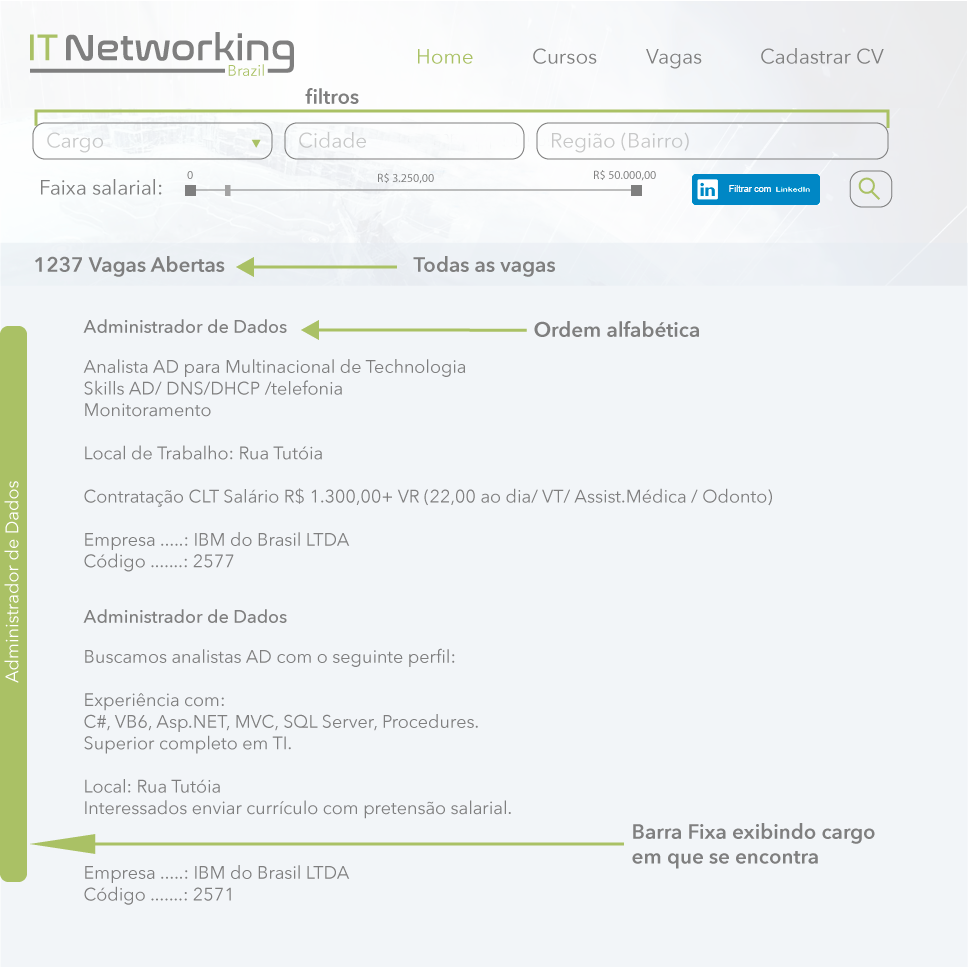 IT Networking
Brazil
Home Cursos Vagas Cadastrar CV
filtros
Cargo Cidade Região (Bairro)
Faixa salarial: 0 R$ 3.250,00 R$ 50.000,00 in Filtrar com LinkedIn
1237 Vagas Abertas Todas as vagas
Administrador de Dados Ordem alfabética
Analista AD para Multinacional de Technologia
Skills AD/ DNS/DHCP /telefonia
Monitoramento
Local de Trabalho: Rua Tutóia
Contratação CLT Salário R$ 1.300,00+ VR (22,00 ao dia/ VT/ Assist.Médica / Odonto)
Empresa .....: IBM do Brasil LTDA
Código .......: 2577
Administrador de Dados
Administrador de Dados
Buscamos analistas AD com o seguinte perfil:
Experiência com:
C#, VB6, Asp.NET, MVC, SQL Server, Procedures.
Superior completo em TI.
Local: Rua Tutóia
Interessados enviar currículo com pretensão salarial.
Barra Fixa exibindo cargo
em que se encontra
Empresa .....: IBM do Brasil LTDA
Código .......: 2571